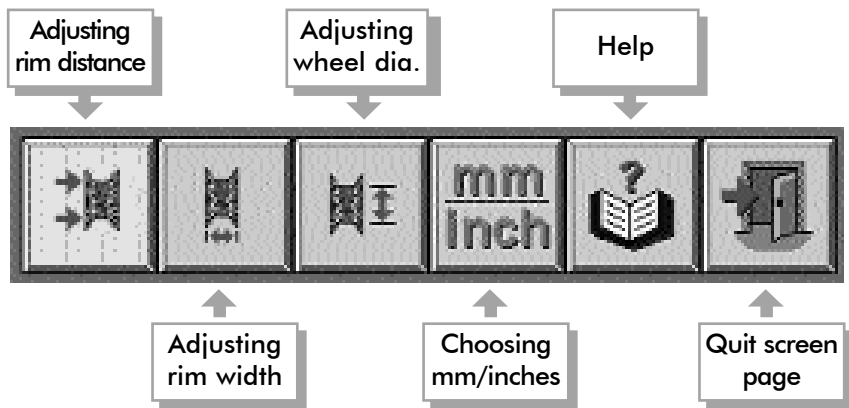 Adjusting
rim distance
Adjusting
wheel dia.
Help
mm
inch
?
Adjusting
rim width
Choosing
mm/inches
Quit screen
page